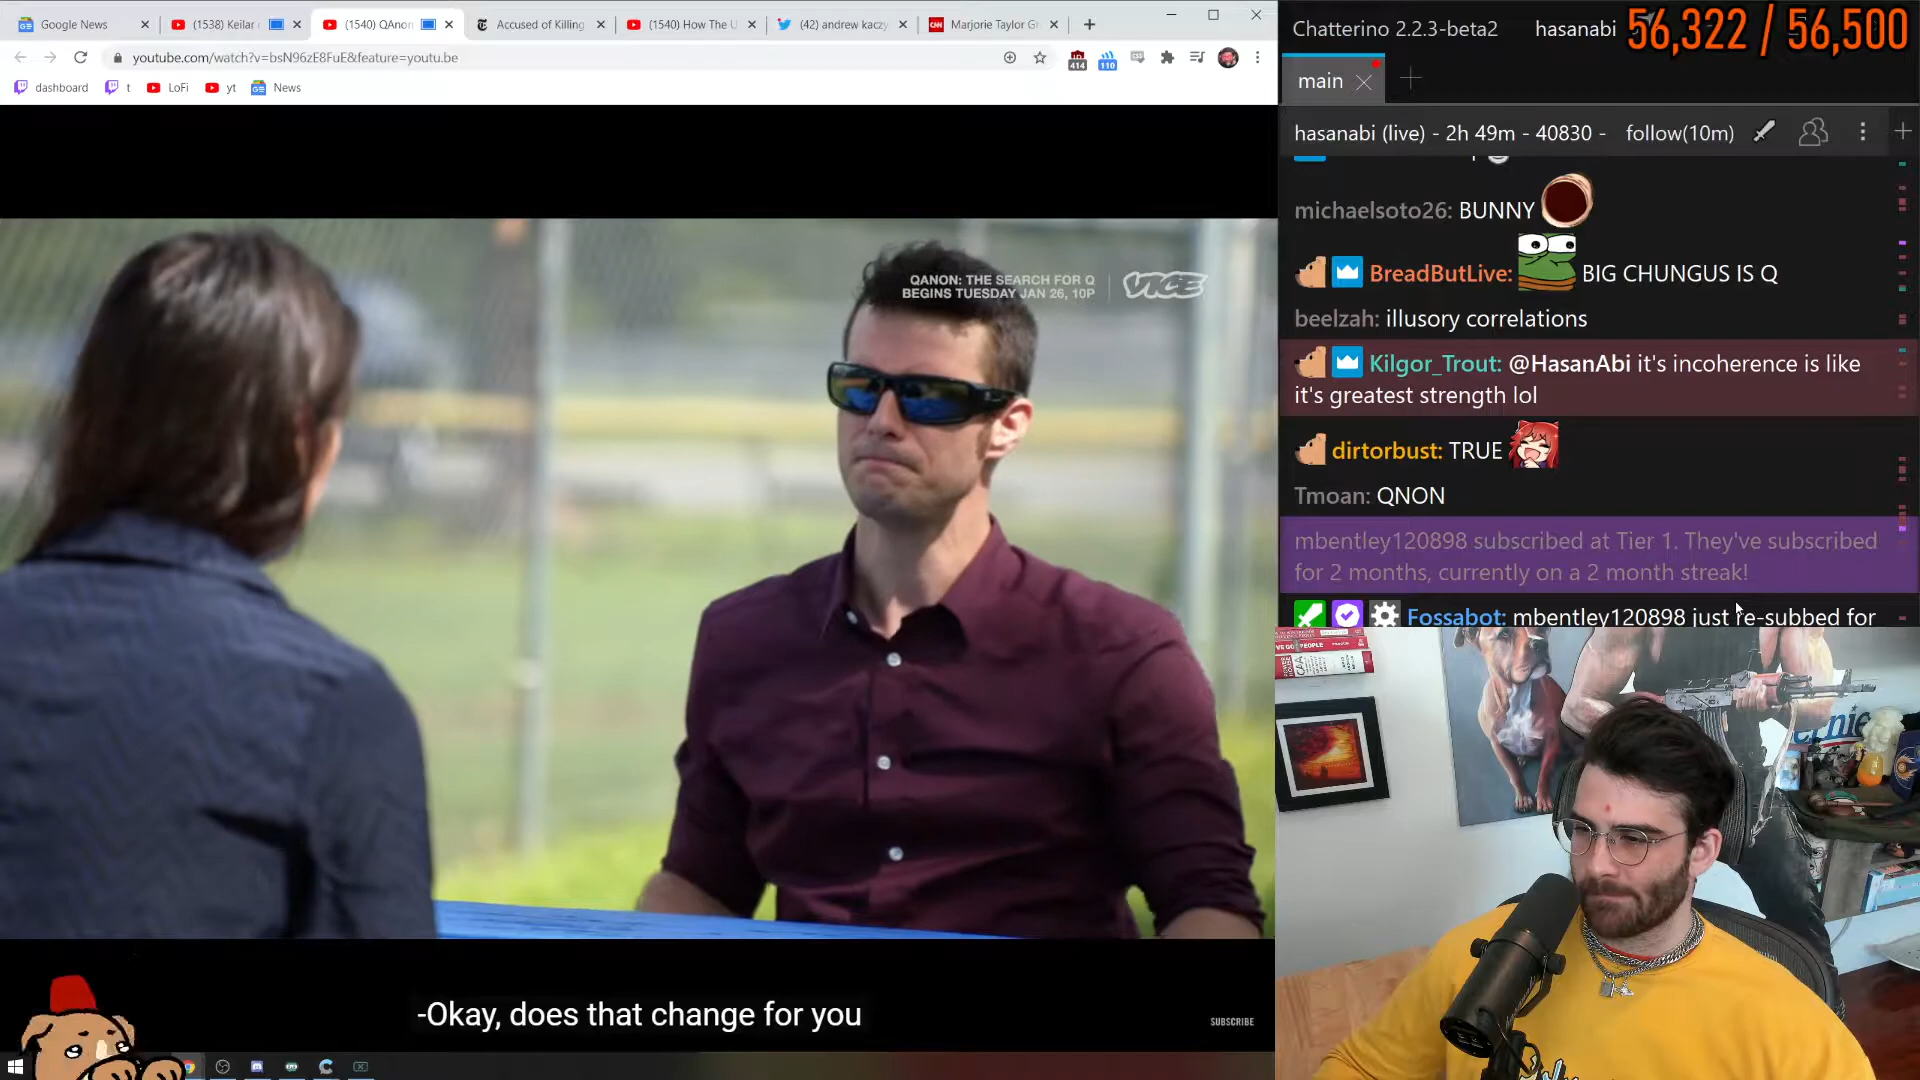 Google News
(1538) Keilar
(1540) QAnon
Accused of Killing
(1540) How The U
(42) andrew kaczy
Marjorie Taylor Gr
youtube.com/watch?v=bsN96zE8FuE&feature=youtu.be
414
110
dashboard
t
LoFi
yt
News
QANON: THE SEARCH FOR Q
BEGINS TUESDAY JAN 26, 10P
VICE
-Okay, does that change for you
SUBSCRIBE
Chatterino 2.2.3-beta2
hasanabi
56,322 / 56,500
main
hasanabi (live) - 2h 49m - 40830 - follow(10m)
michaelsoto26: BUNNY
BreadButLive: BIG CHUNGUS IS Q
beelzah: illusory correlations
Kilgor_Trout: @HasanAbi it's incoherence is like
it's greatest strength lol
dirtorbust: TRUE
Tmoan: QNON
mbentley120898 subscribed at Tier 1. They've subscribed
for 2 months, currently on a 2 month streak!
Fossabot: mbentley120898 just re-subbed for